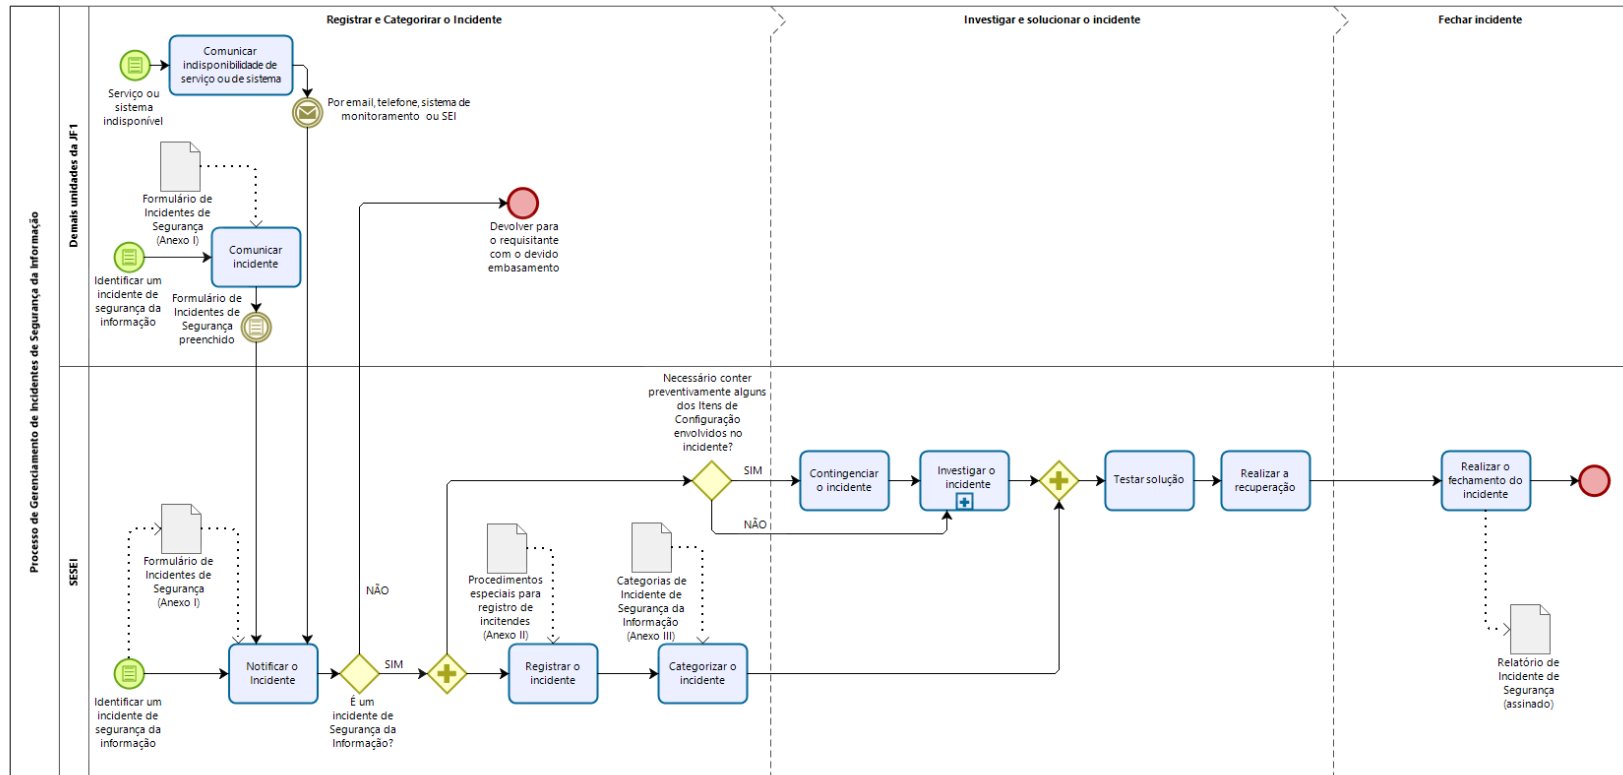 Registrar e Categorirar o Incidente
Investigar e solucionar o incidente
Fechar incidente
Processo de Gerenciamento de Incidentes de Segurança da Informação
Demais unidades da JF1
Comunicar
indisponibilidade de
serviço ou de sistema
Serviço ou
sistema
indisponível
Por email, telefone, sistema de
monitoramento ou SEI
Formulário de
Incidentes de
Segurança
(Anexo I)
Comunicar
incidente
Identificar um
incidente de
segurança da
informação
Formulário de
Incidentes de
Segurança
preenchido
Devolver para
o requisitante
com o devido
embasamento
SESEI
Necessário conter
preventivamente alguns
dos Itens de
Configuração
envolvidos no
incidente?
SIM
NÃO
Contingenciar
o incidente
Investigar o
incidente
Testar solução
Realizar a
recuperação
Realizar o
fechamento do
incidente
Formulário de
Incidentes de
Segurança
(Anexo I)
NÃO
Procedimentos
especiais para
registro de
incitendes
(Anexo II)
Categorias de
Incidente de
Segurança da
Informação
(Anexo III)
Identificar um
incidente de
segurança da
informação
Notificar o
Incidente
SIM
É um
incidente de
Segurança da
Informação?
Registrar o
incidente
Categorizar o
incidente
Relatório de
Incidente de
Segurança
(assinado)